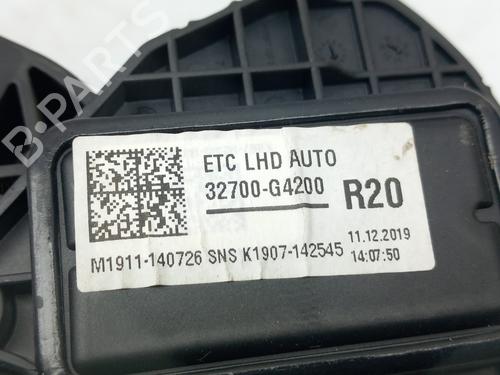 B-PARTS
ETC LHD AUTO
32700-G4200 R20
M1911-140726 SNS K1907-142545
11.12.2019
14:07:50